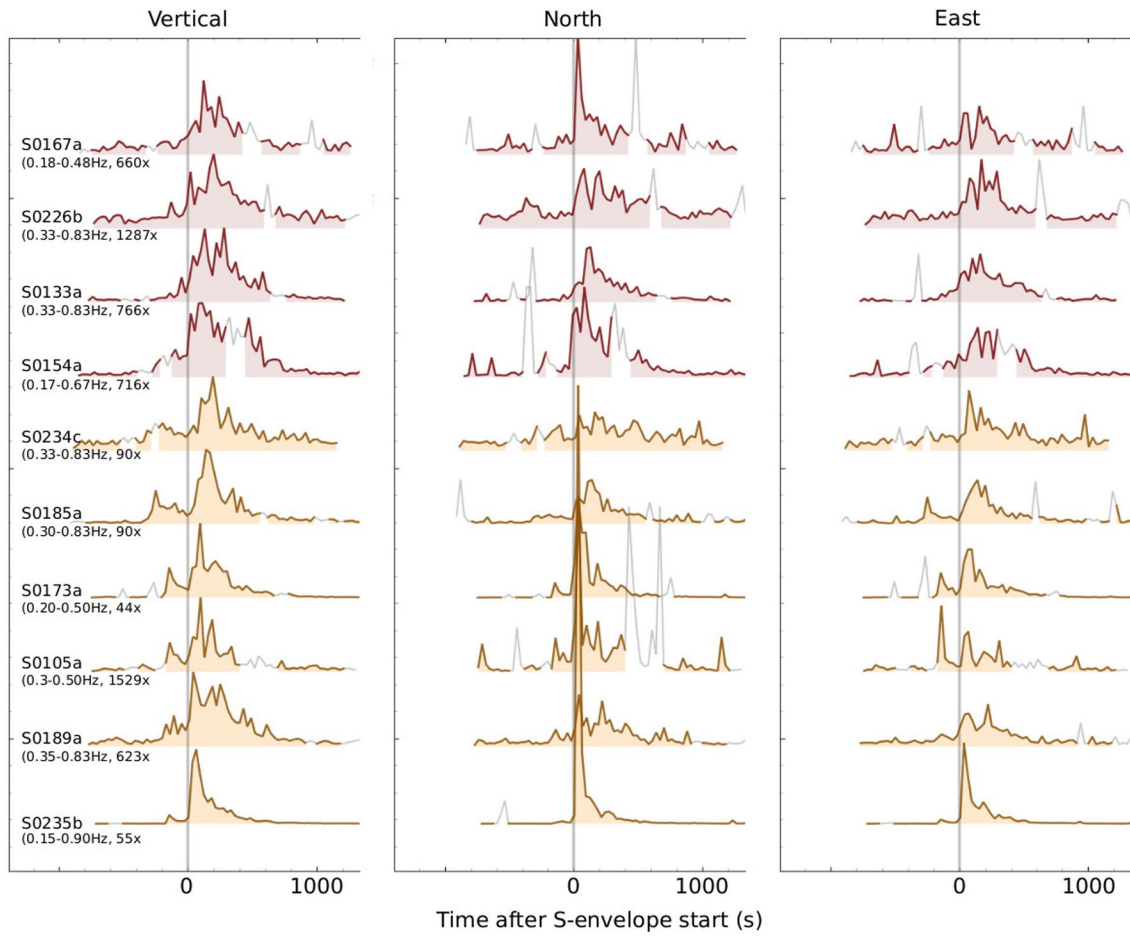 Vertical North East
S0167a
(0.18-0.48Hz, 660x
S0226b
(0.33-0.83Hz, 1287x
S0133a
(0.33-0.83Hz, 766x
S0154a
(0.17-0.67Hz, 716x
S0234c
(0.33-0.83Hz, 90x
S0185a
(0.30-0.83Hz, 90x
S0173a
(0.20-0.50Hz, 44x
S0105a
(0.3-0.50Hz, 1529x
S0189a
(0.35-0.83Hz, 623x
S0235b
(0.15-0.90Hz, 55x
0 1000 0 1000 0 1000
Time after S-envelope start (s)